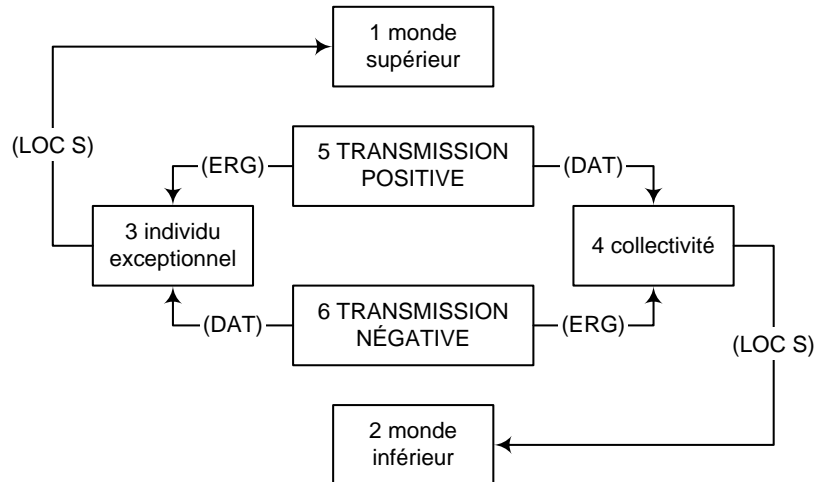 1 monde
supérieur
(LOC S)
5 TRANSMISSION
POSITIVE
(ERG)
(DAT)
3 individu
exceptionnel
4 collectivité
6 TRANSMISSION
NÉGATIVE
(DAT)
(ERG)
(LOC S)
2 monde
inférieur